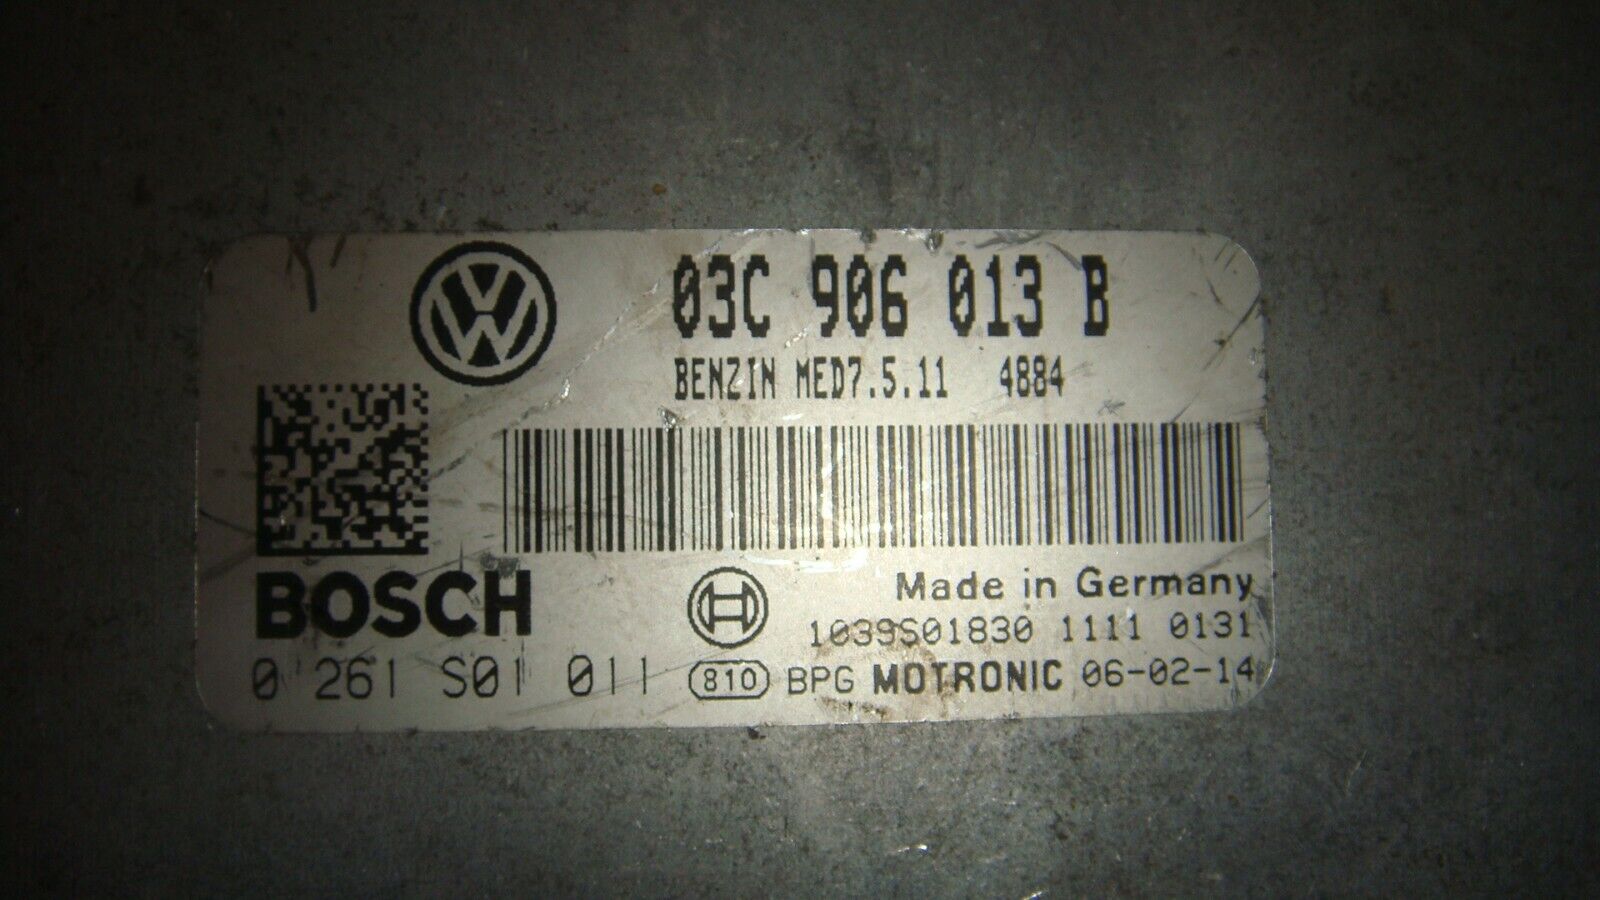 03C 906 013 B
BENZIN MED7.5.11 4884
BOSCH
Made in Germany
1039S01830 1111 0131
0 261 S01 011 810 BPG MOTRONIC 06-02-14